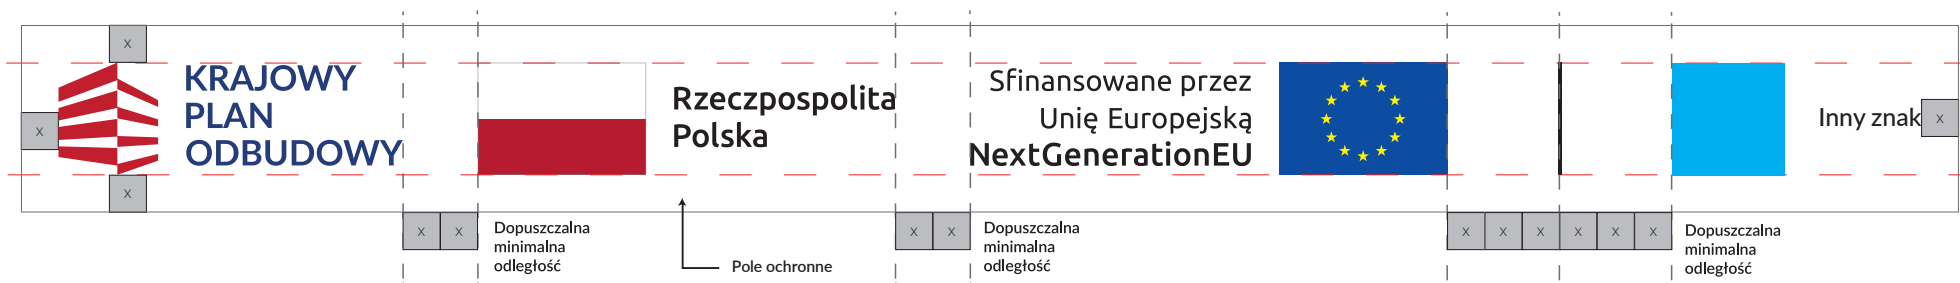 X
X
X
KRAJOWY
PLAN
ODBUDOWY
Rzeczpospolita
Polska
Sfinansowane przez
Unię Europejską
NextGenerationEU
Inny znak
X
X X
Dopuszczalna
minimalna
odległość
Pole ochronne
X X
Dopuszczalna
minimalna
odległość
X X X X X X
Dopuszczalna
minimalna
odległość